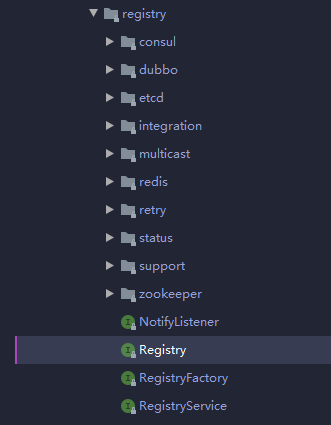 registry
consul
dubbo
etcd
integration
multicast
redis
retry
status
support
zookeeper
I NotifyListener
I Registry
I RegistryFactory
I RegistryService